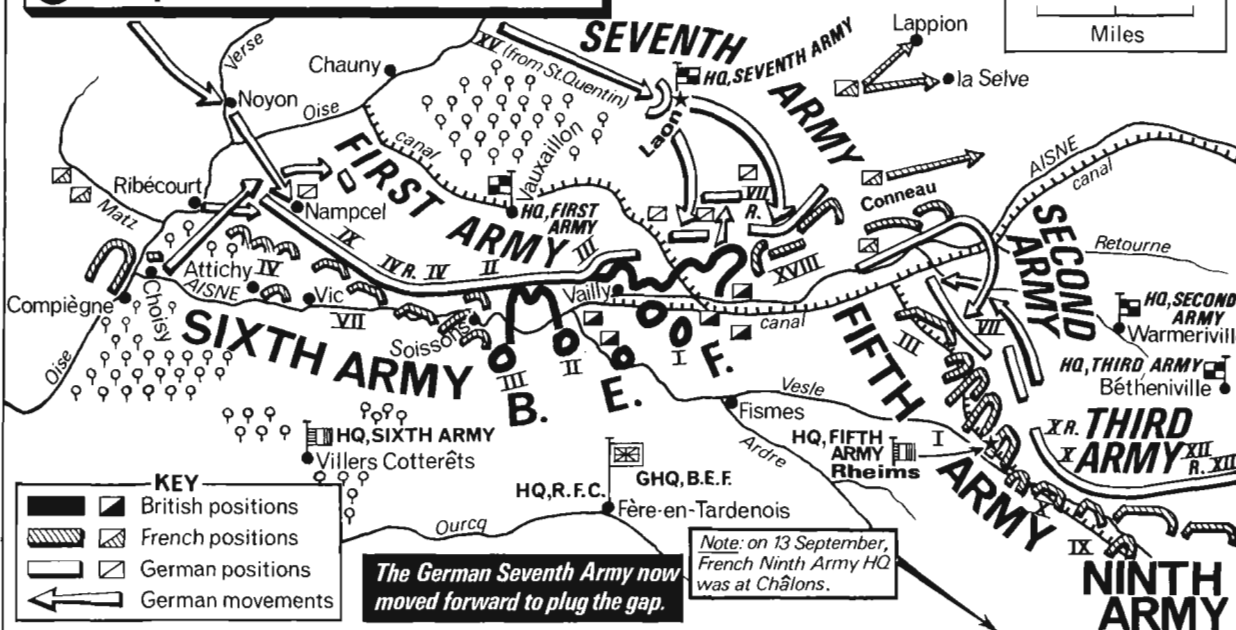 Miles
Lappion
la Selve
SEVENTH
ARMY
HQ, SEVENTH ARMY
XV (from St.Quentin)
Laon
Verse
Chauny
Noyon
Oise
canal
Vauxaillon
FIRST
ARMY
HQ, FIRST
ARMY
Ribécourt
Matz
Nampcel
IX
IV R.
IV
II
III
VII
R.
XVIII
Conneau
AISNE
canal
SECOND
ARMY
Retourne
HQ, SECOND
ARMY
Warmerivill
HQ, THIRD ARMY
Bétheniville
Attichy
IV
AISNE
Vic
VII
Compiègne
Choisy
Oise
SIXTH ARMY
Soissons
Vailly
canal
III
II
I
B. E. F.
FIFTH
ARMY
III
VII
Vesle
Fismes
Ardre
HQ, FIFTH
ARMY
Rheims
I
X R.
X
THIRD
ARMY
XII
R. XII
X
IX
NINTH
ARMY
HQ, SIXTH ARMY
Villers Cotterêts
HQ, R.F.C.
GHQ, B.E.F.
Fère-en-Tardenois
Ourcq
KEY
British positions
French positions
German positions
German movements
The German Seventh Army now
moved forward to plug the gap.
Note: on 13 September,
French Ninth Army HQ
was at Châlons.